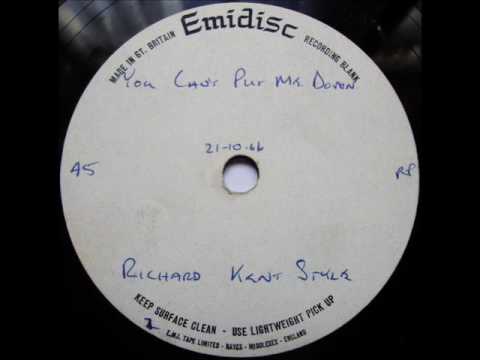 Emidisc
MADE IN GT. BRITAIN
RECORDING BLANK
You Can't Put Me Down
21-10-66
45
RP
Richard Kent Style
KEEP SURFACE CLEAN - USE LIGHTWEIGHT PICK UP
E.M.I. TAPE LIMITED - HAYES - MIDDLESEX - ENGLAND